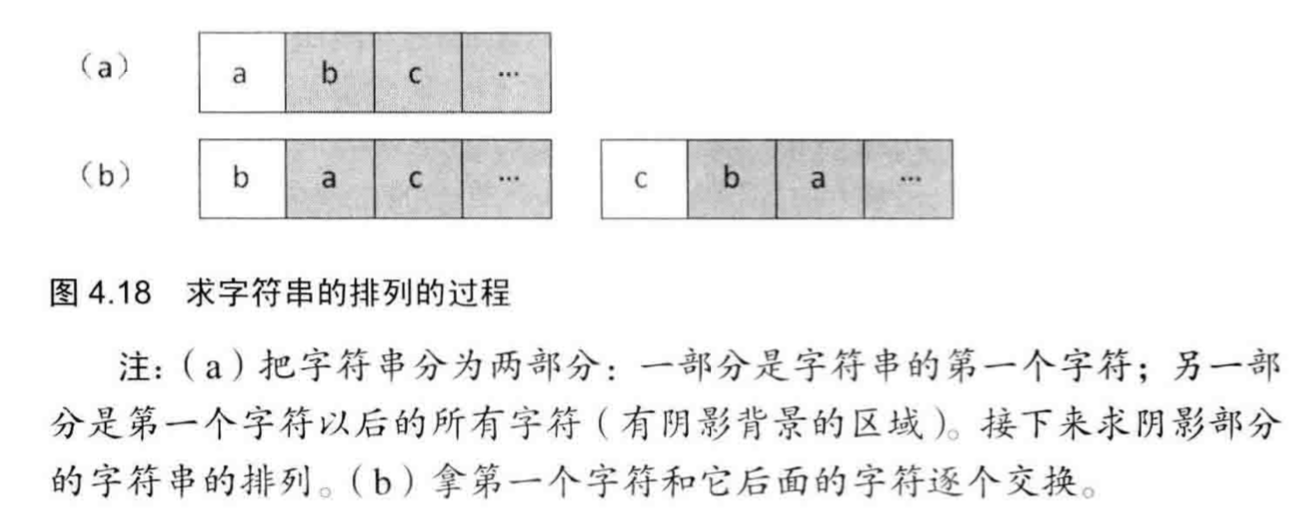 (a) a b c ...
(b) b a c ... c b a ...
图 4.18 求字符串的排列的过程
注:(a)把字符串分为两部分:一部分是字符串的第一个字符;另一部
分是第一个字符以后的所有字符(有阴影背景的区域)。接下来求阴影部分
的字符串的排列。(b)拿第一个字符和它后面的字符逐个交换。